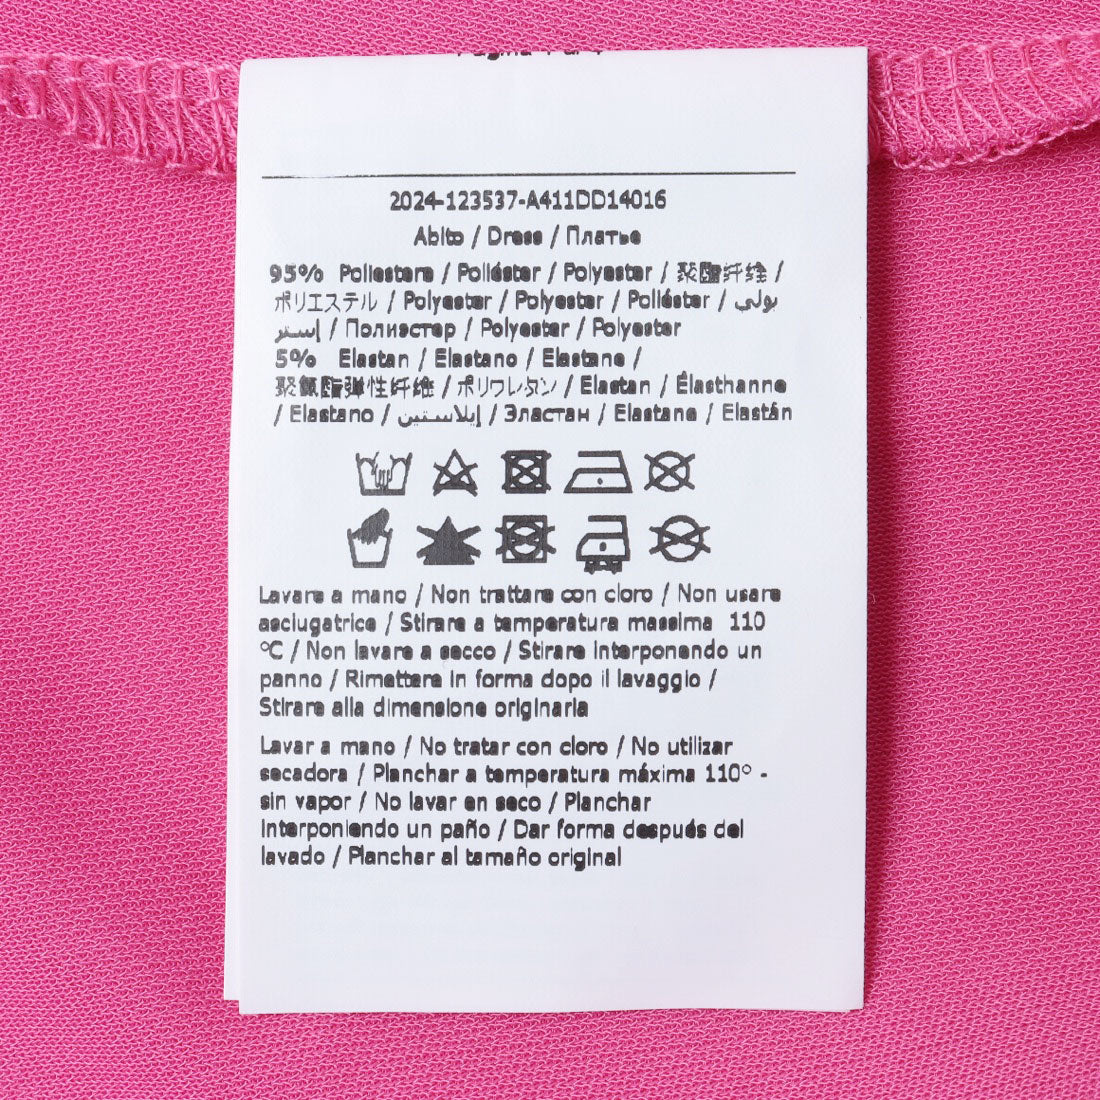 2024-123537-A411DD14016
Abito / Dress / Платье
95% Poliestere / Poliéster / Polyester / 聚酯纤维 /
ポリエステル / Polyester / Polyester / Poliéster / بولي
إستر / Полиэстер / Polyester / Polyester
5% Elastan / Elastano / Elastane /
聚氨酯弹性纤维 / ポリウレタン / Elastan / Élasthanne
/ Elastano / إيلاستين / Эластан / Elastane / Elastán
Lavare a mano / Non trattare con cloro / Non usare
asciugatrice / Stirare a temperatura massima 110
°C / Non lavare a secco / Stirare interponendo un
panno / Rimettere in forma dopo il lavaggio /
Stirare alla dimensione originaria
Lavar a mano / No tratar con cloro / No utilizar
secadora / Planchar a temperatura máxima 110° -
sin vapor / No lavar en seco / Planchar
interponiendo un paño / Dar forma después del
lavado / Planchar al tamaño original